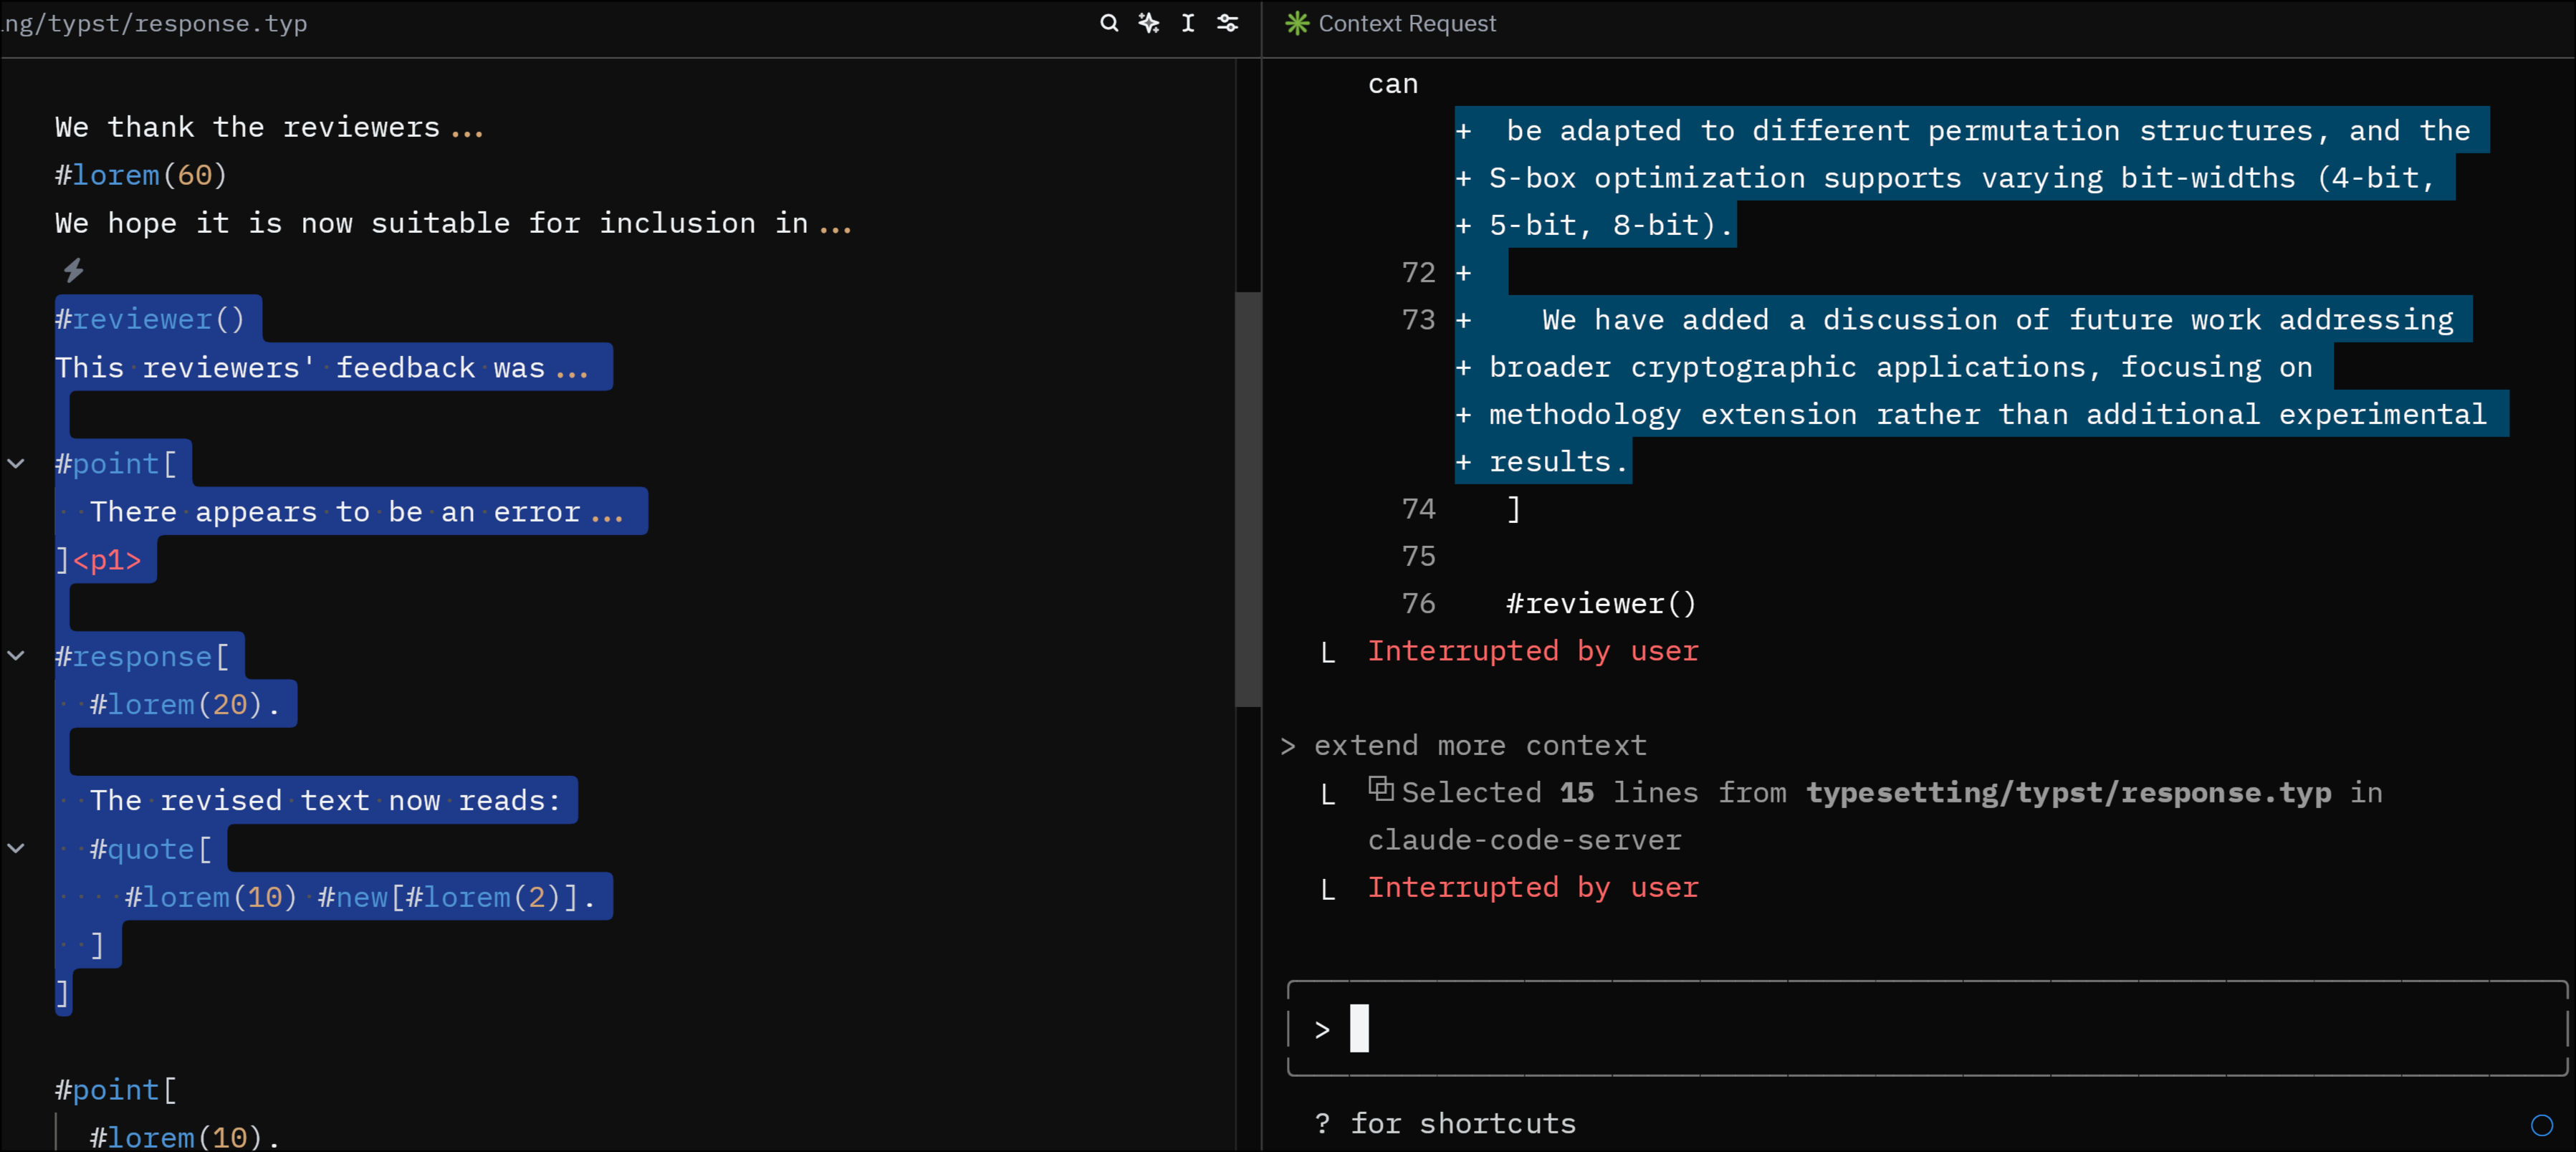 ng/typst/response.typ
We thank the reviewers...
#lorem(60)
We hope it is now suitable for inclusion in...
#reviewer()
This reviewers' feedback was...
#point[
There appears to be an error...
]<p1>
#response[
#lorem(20).
The revised text now reads:
#quote[
#lorem(10) #new[#lorem(2)].
]
]
#point[
#lorem(10).
Context Request
can
+ be adapted to different permutation structures, and the
+ S-box optimization supports varying bit-widths (4-bit,
+ 5-bit, 8-bit).
72 +
73 + We have added a discussion of future work addressing
+ broader cryptographic applications, focusing on
+ methodology extension rather than additional experimental
+ results.
74 ]
75
76 #reviewer()
Interrupted by user
> extend more context
Selected 15 lines from typesetting/typst/response.typ in
claude-code-server
Interrupted by user
>
? for shortcuts